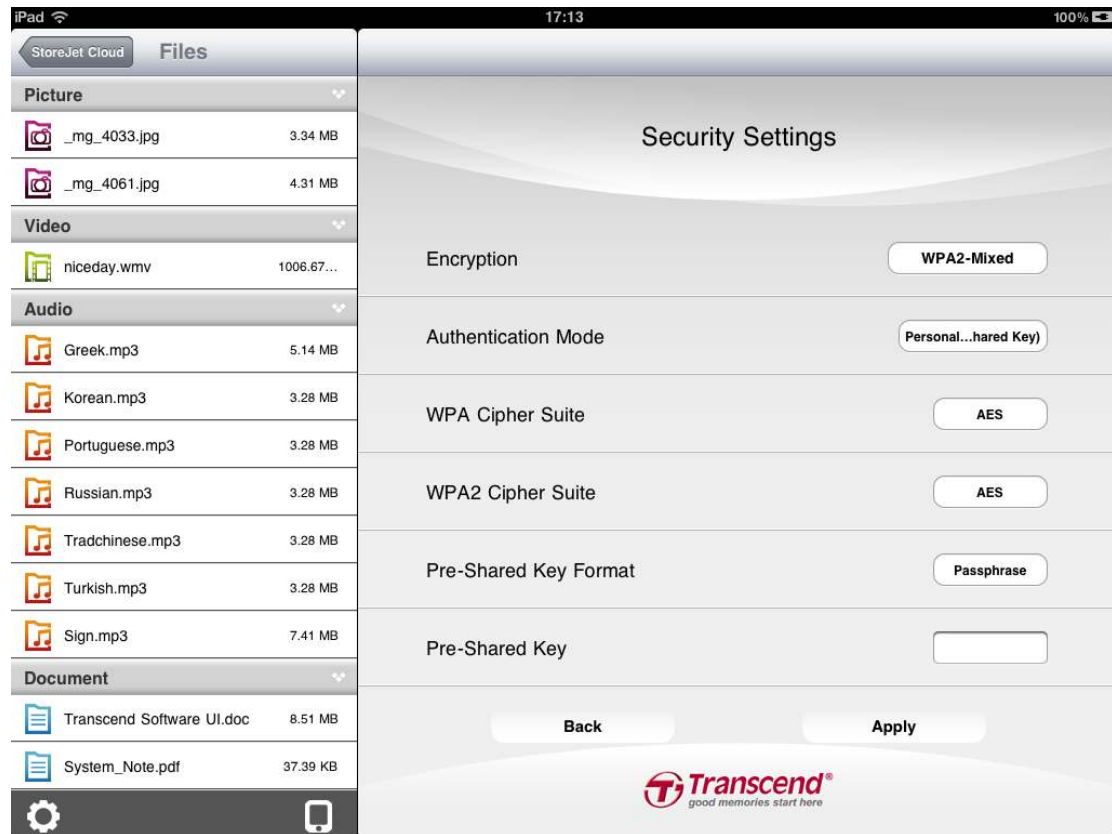 iPad 17:13 100%
StoreJet Cloud Files
Picture
_mg_4033.jpg 3.34 MB
_mg_4061.jpg 4.31 MB
Video
niceday.wmv 1006.67...
Audio
Greek.mp3 5.14 MB
Korean.mp3 3.28 MB
Portuguese.mp3 3.28 MB
Russian.mp3 3.28 MB
Tradchinese.mp3 3.28 MB
Turkish.mp3 3.28 MB
Sign.mp3 7.41 MB
Document
Transcend Software UI.doc 8.51 MB
System_Note.pdf 37.39 KB
Security Settings
Encryption WPA2-Mixed
Authentication Mode Personal...hared Key)
WPA Cipher Suite AES
WPA2 Cipher Suite AES
Pre-Shared Key Format Passphrase
Pre-Shared Key
Back Apply
Transcend®
good memories start here